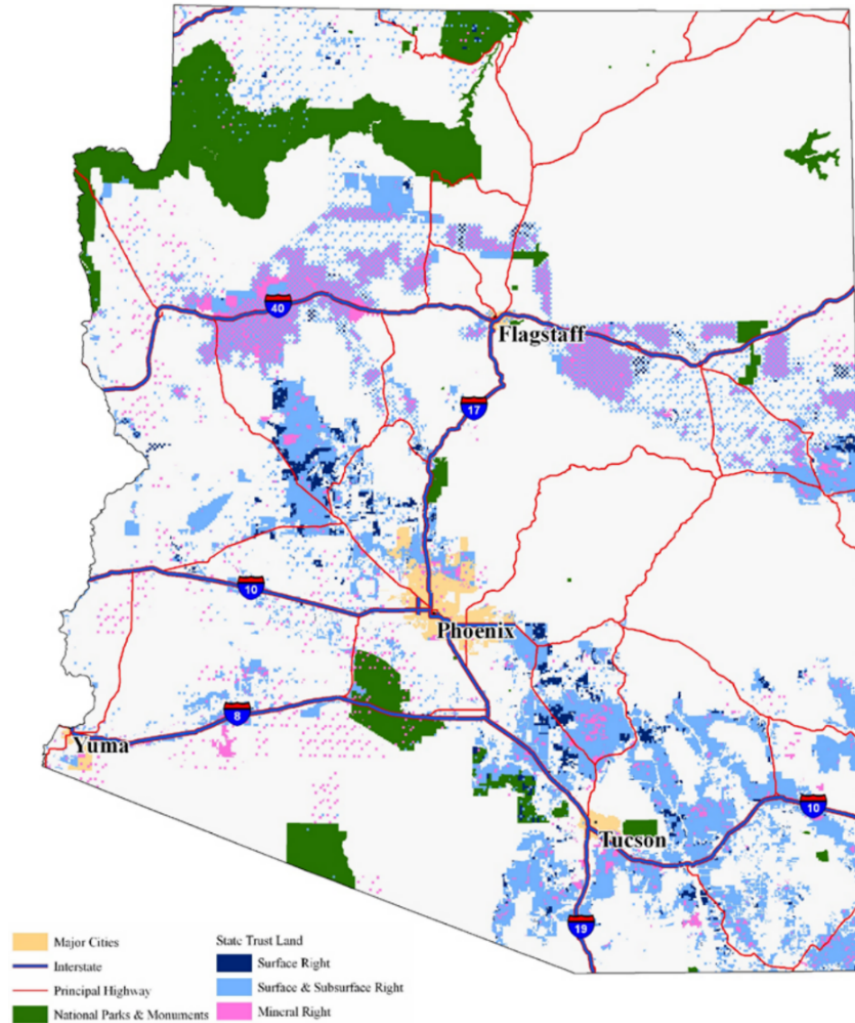 40
Flagstaff
17
10
Phoenix
8
Yuma
10
Tucson
19
Major Cities
Interstate
Principal Highway
National Parks & Monuments
State Trust Land
Surface Right
Surface & Subsurface Right
Mineral Right